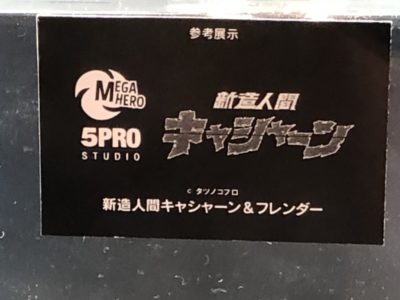 参考展示
MEGA
HERO
5PRO
STUDIO
新造人間
キャシャーン
c タツノコプロ
新造人間キャシャーン&フレンダー